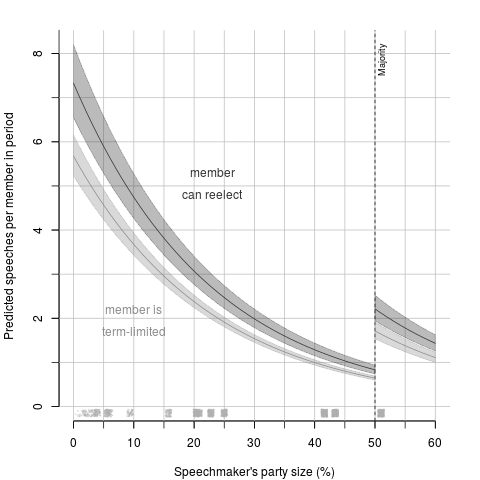 Majority
member
can reelect
member is
term-limited
Predicted speeches per member in period
0
2
4
6
8
0 10 20 30 40 50 60
Speechmaker's party size (%)